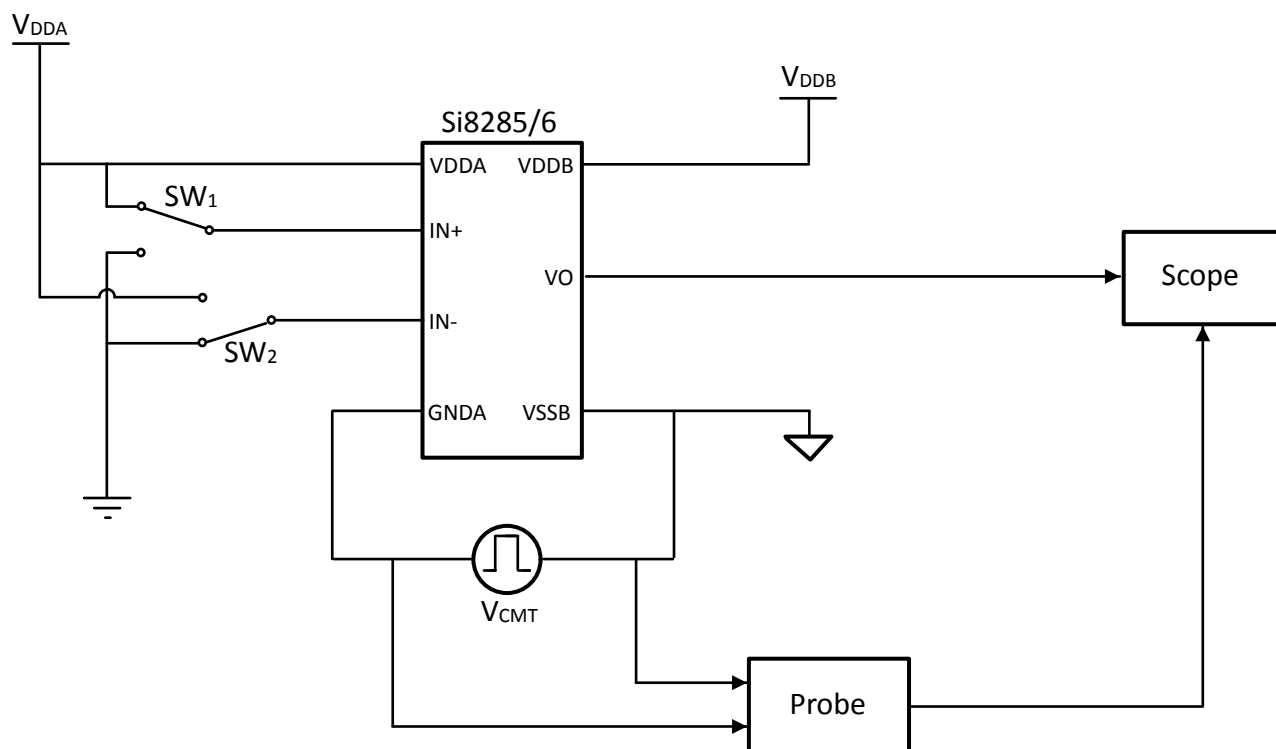 VDDA
VDDB
Si8285/6
VDDA VDDB
SW1
IN+
VO
Scope
IN-
SW2
GNDA VSSB
VCMT
Probe